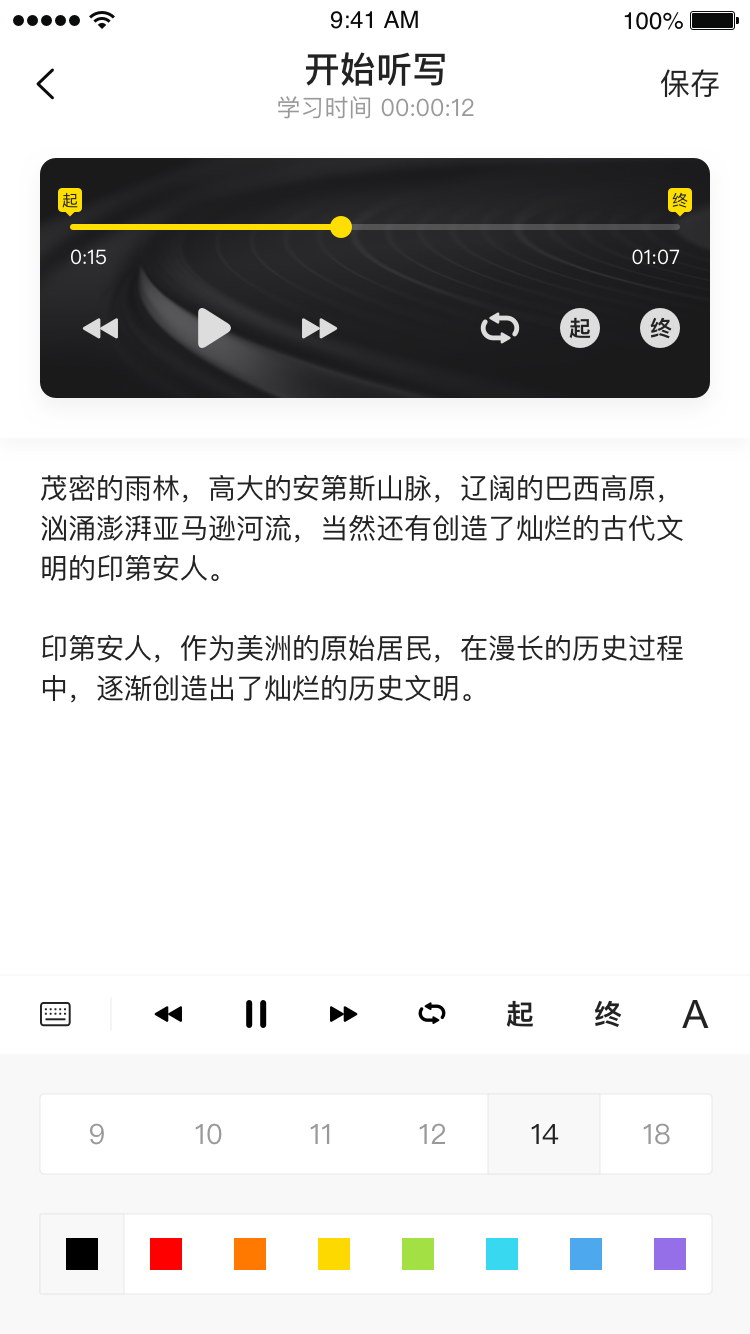 9:41 AM
100%
开始听写
保存
学习时间 00:00:12
起
终
0:15
01:07
起
终
茂密的雨林，高大的安第斯山脉，辽阔的巴西高原，
汹涌澎湃亚马逊河流，当然还有创造了灿烂的古代文
明的印第安人。
印第安人，作为美洲的原始居民，在漫长的历史过程
中，逐渐创造出了灿烂的历史文明。
起
终
A
9
10
11
12
14
18